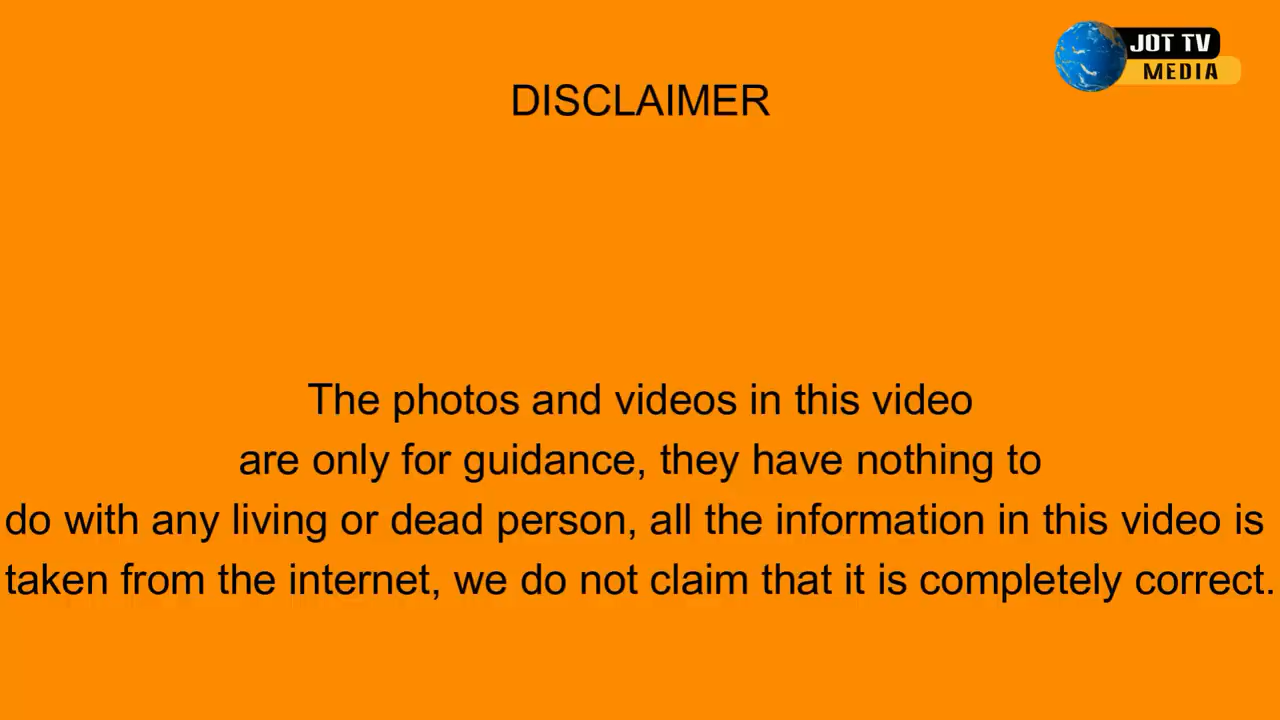 JOT TV
MEDIA
DISCLAIMER
The photos and videos in this video
are only for guidance, they have nothing to
do with any living or dead person, all the information in this video is
taken from the internet, we do not claim that it is completely correct.